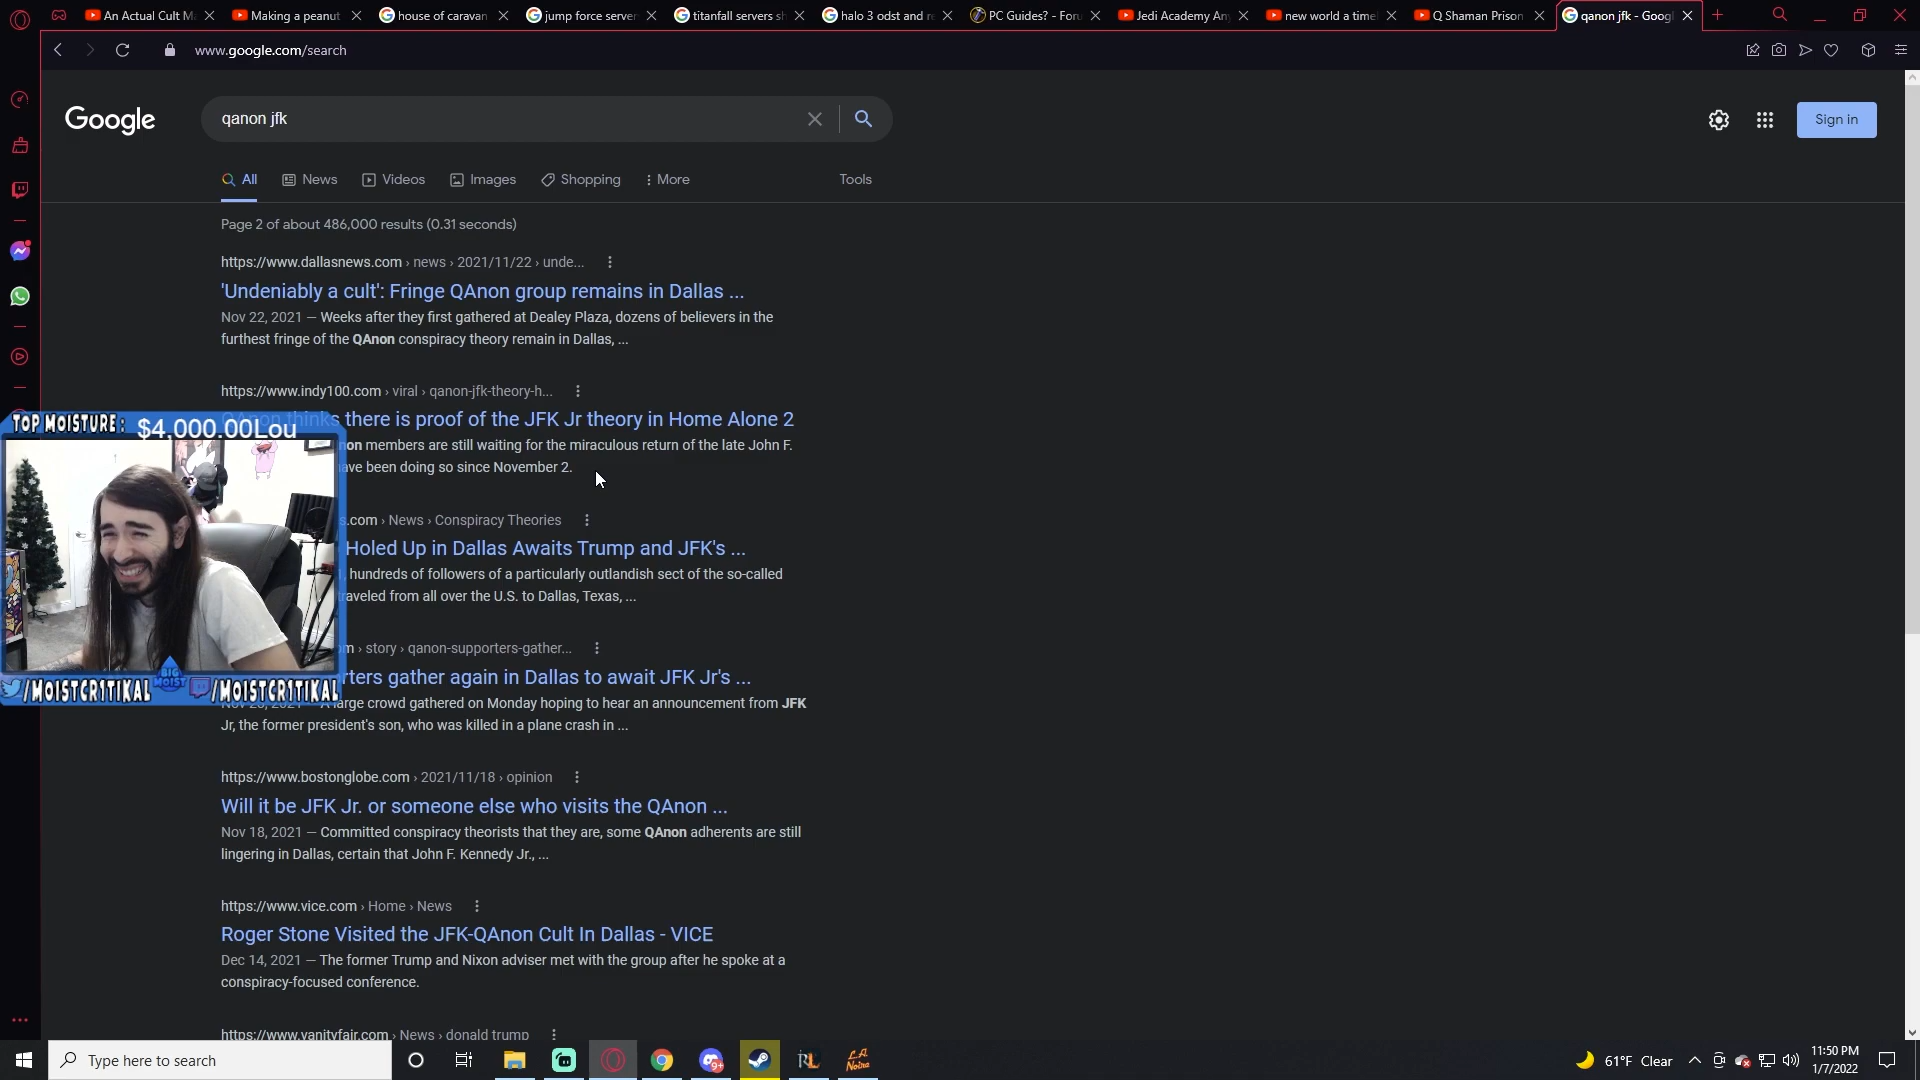 An Actual Cult M
Making a peanut
house of caravan
jump force server
titanfall servers s
halo 3 odst and r
PC Guides? - Foru
Jedi Academy An
new world a time
Q Shaman Prison
qanon jfk - Googl
www.google.com/search
Google
qanon jfk
Sign in
All
News
Videos
Images
Shopping
More
Tools
Page 2 of about 486,000 results (0.31 seconds)
https://www.dallasnews.com › news › 2021/11/22 › unde...
'Undeniably a cult': Fringe QAnon group remains in Dallas ...
Nov 22, 2021 — Weeks after they first gathered at Dealey Plaza, dozens of believers in the
furthest fringe of the QAnon conspiracy theory remain in Dallas, ...
https://www.indy100.com › viral › qanon-jfk-theory-h...
QAnon thinks there is proof of the JFK Jr theory in Home Alone 2
non members are still waiting for the miraculous return of the late John F.
ave been doing so since November 2.
s.com › News › Conspiracy Theories
Holed Up in Dallas Awaits Trump and JFK's ...
hundreds of followers of a particularly outlandish sect of the so-called
raveled from all over the U.S. to Dallas, Texas, ...
om › story › qanon-supporters-gather...
rters gather again in Dallas to await JFK Jr's ...
A large crowd gathered on Monday hoping to hear an announcement from JFK
Jr, the former president's son, who was killed in a plane crash in ...
https://www.bostonglobe.com › 2021/11/18 › opinion
Will it be JFK Jr. or someone else who visits the QAnon ...
Nov 18, 2021 — Committed conspiracy theorists that they are, some QAnon adherents are still
lingering in Dallas, certain that John F. Kennedy Jr., ...
https://www.vice.com › Home › News
Roger Stone Visited the JFK-QAnon Cult In Dallas - VICE
Dec 14, 2021 — The former Trump and Nixon adviser met with the group after he spoke at a
conspiracy-focused conference.
https://www.vanityfair.com › News › donald trump
TOP MOISTURE: $4,000.00Lou
BIG
MOIST
/MOISTCR1TIKAL
/MOISTCR1TIKAL
Type here to search
9+
RL
L.A.
Noire
61°F Clear
11:50 PM
1/7/2022